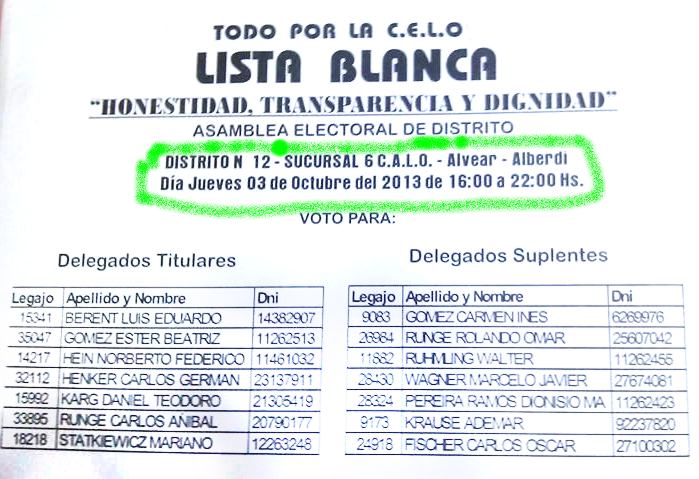 TODO POR LA C.E.L.O
LISTA BLANCA
"HONESTIDAD, TRANSPARENCIA Y DIGNIDAD"
ASAMBLEA ELECTORAL DE DISTRITO
DISTRITO N 12 - SUCURSAL 6 C.A.L.O. - Alvear - Alberdi
Día Jueves 03 de Octubre del 2013 de 16:00 a 22:00 Hs.
VOTO PARA:
Delegados Titulares
Legajo Apellido y Nombre Dni
15341 BERENT LUIS EDUARDO 14382907
35047 GOMEZ ESTER BEATRIZ 11262513
14217 HEIN NORBERTO FEDERICO 11461032
32112 HENKER CARLOS GERMAN 23137911
15992 KARG DANIEL TEODORO 21305419
33895 RUNGE CARLOS AÑIBAL 20790177
18218 STATKIEWICZ MARIANO 12263248
Delegados Suplentes
Legajo Apellido y Nombre Dni
9083 GOMEZ CARMEN INES 6269976
26984 RUNGE ROLANDO OMAR 25607042
11682 RUHMLING WALTER 11262455
28430 WAGNER MARCELO JAVIER 27674081
28324 PEREIRA RAMOS DIONISIO MA 11262423
9173 KRAUSE ADEMAR 92237820
24918 FISCHER CARLOS OSCAR 27100302